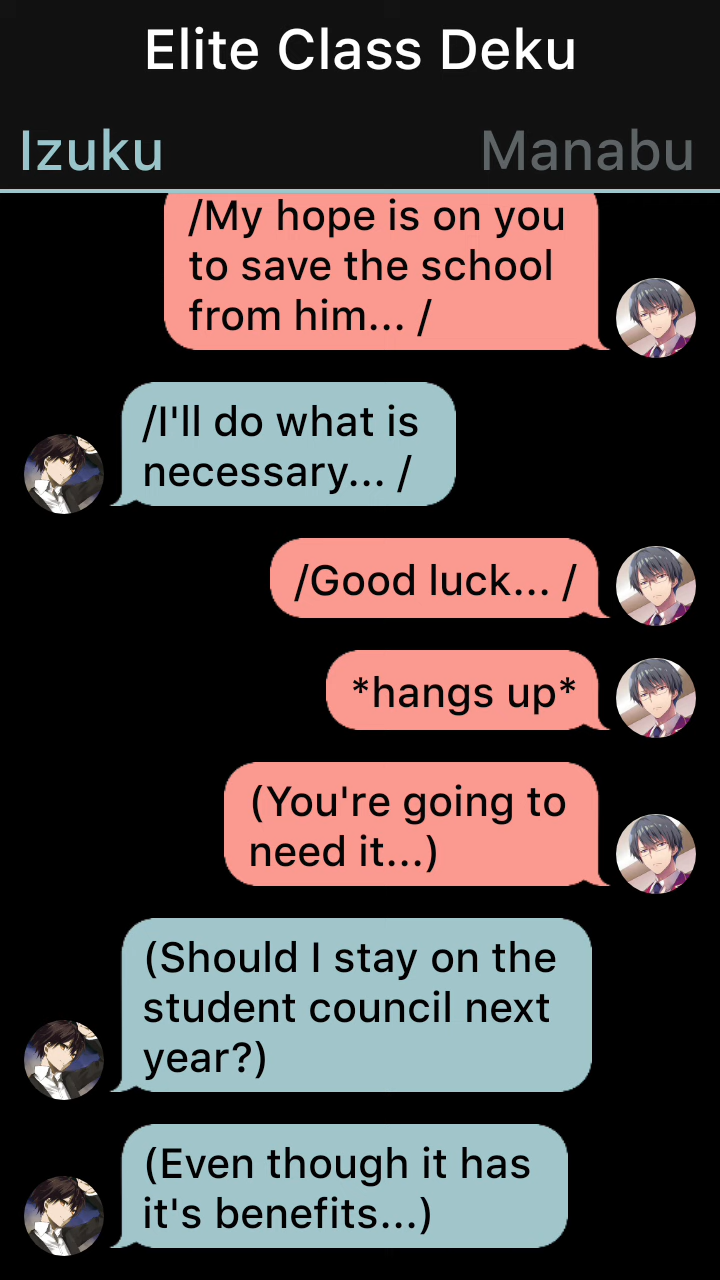 Elite Class Deku
Izuku
Manabu
/My hope is on you
to save the school
from him... /
/I'll do what is
necessary... /
/Good luck... /
*hangs up*
(You're going to
need it...)
(Should I stay on the
student council next
year?)
(Even though it has
it's benefits...)